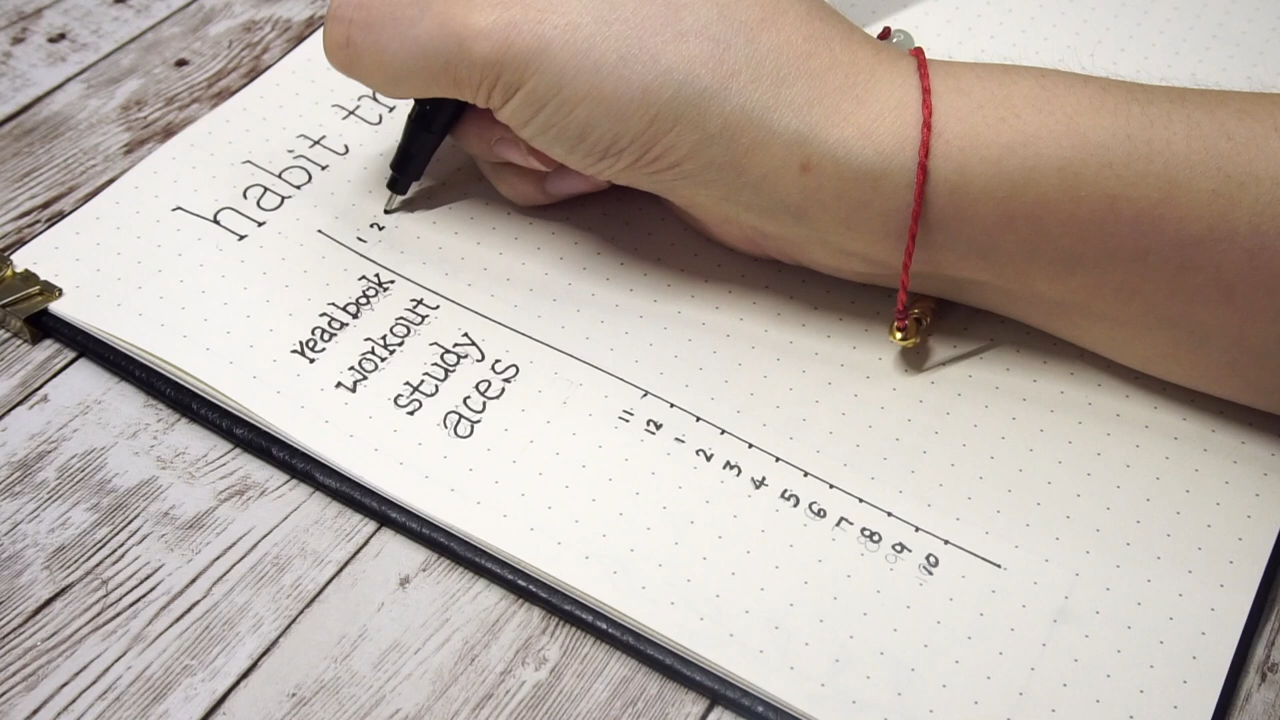 habit tr
1 2
read book
workout
study
aces
11 12 1 2 3 4 5 6 7 8 9 10